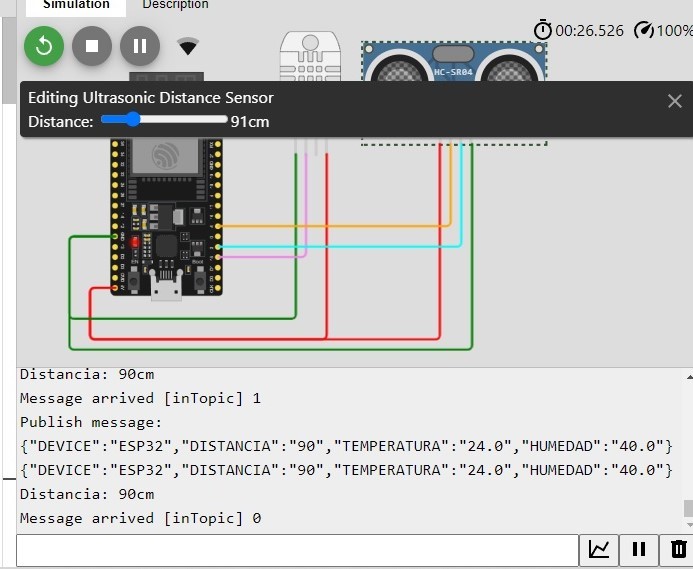 Simulation
Description
00:26.526
100%
HC-SR04
Editing Ultrasonic Distance Sensor
Distance: 91cm
Distancia: 90cm
Message arrived [inTopic] 1
Publish message:
{"DEVICE":"ESP32","DISTANCIA":"90","TEMPERATURA":"24.0","HUMEDAD":"40.0"}
{"DEVICE":"ESP32","DISTANCIA":"90","TEMPERATURA":"24.0","HUMEDAD":"40.0"}
Distancia: 90cm
Message arrived [inTopic] 0